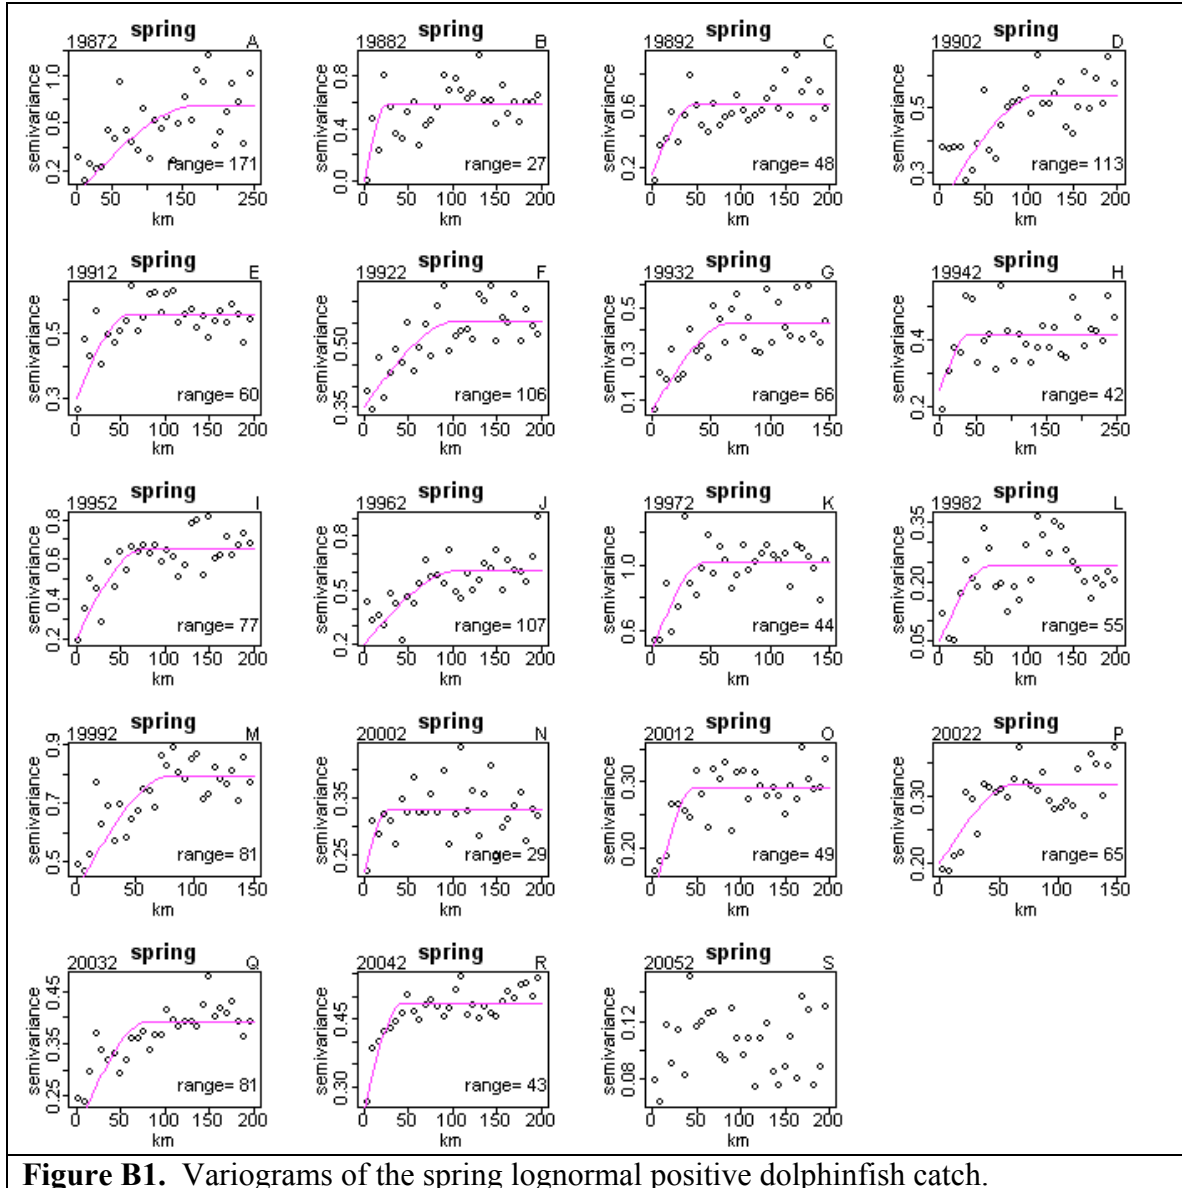 spring
19872 A
semivariance
0.2 0.6 1.0
range= 171
0 50 150 250
km
spring
19882 B
semivariance
0.0 0.4 0.8
range= 27
0 50 100 150 200
km
spring
19892 C
semivariance
0.2 0.6 1.0
range= 48
0 50 100 150 200
km
spring
19902 D
semivariance
0.3 0.5
range= 113
0 50 100 150 200
km
spring
19912 E
semivariance
0.3 0.5
range= 60
0 50 100 150 200
km
spring
19922 F
semivariance
0.35 0.50
range= 106
0 50 100 150 200
km
spring
19932 G
semivariance
0.1 0.3 0.5
range= 66
0 50 100 150
km
spring
19942 H
semivariance
0.2 0.4
range= 42
0 50 150 250
km
spring
19952 I
semivariance
0.2 0.4 0.6 0.8
range= 77
0 50 100 150 200
km
spring
19962 J
semivariance
0.2 0.5 0.8
range= 107
0 50 100 150 200
km
spring
19972 K
semivariance
0.6 1.0
range= 44
0 50 100 150
km
spring
19982 L
semivariance
0.05 0.20 0.35
range= 55
0 50 100 150 200
km
spring
19992 M
semivariance
0.5 0.7 0.9
range= 81
0 50 100 150
km
spring
20002 N
semivariance
0.25 0.35
range= 29
0 50 100 150 200
km
spring
20012 O
semivariance
0.20 0.30
range= 49
0 50 100 150 200
km
spring
20022 P
semivariance
0.20 0.30
range= 65
0 50 100 150
km
spring
20032 Q
semivariance
0.25 0.35 0.45
range= 81
0 50 100 150 200
km
spring
20042 R
semivariance
0.30 0.45
range= 43
0 50 100 150 200
km
spring
20052 S
semivariance
0.08 0.12
0 50 100 150 200
km
Figure B1. Variograms of the spring lognormal positive dolphinfish catch.